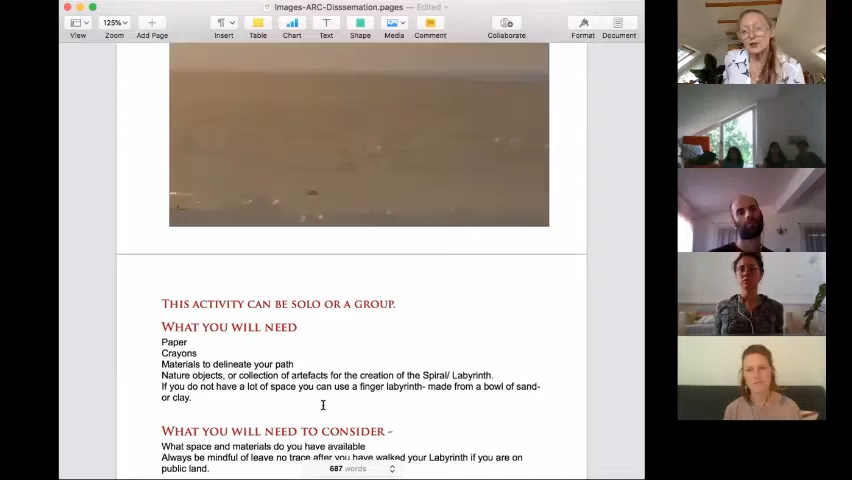 Images-ARC-Disssemation.pages — Edited
125%
View
Zoom
Add Page
Insert
Table
Chart
Text
Shape
Media
Comment
Collaborate
Format
Document
This activity can be solo or a group.
What you will need
Paper
Crayons
Materials to delineate your path
Nature objects, or collection of artefacts for the creation of the Spiral/ Labyrinth.
If you do not have a lot of space you can use a finger labyrinth- made from a bowl of sand-
or clay.
What you will need to consider -
What space and materials do you have available
Always be mindful of leave no trace after you have walked your Labyrinth if you are on
public land.
687 words